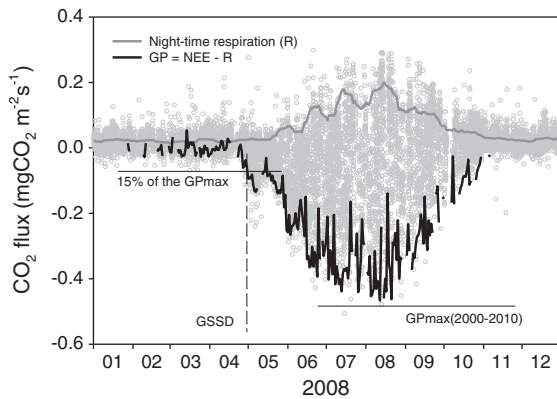 0.4
Night-time respiration (R)
GP = NEE - R
0.2
0.0
15% of the GPmax
-0.2
-0.4
GSSD
GPmax(2000-2010)
-0.6
CO₂ flux (mgCO₂ m⁻²s⁻¹)
01 02 03 04 05 06 07 08 09 10 11 12
2008